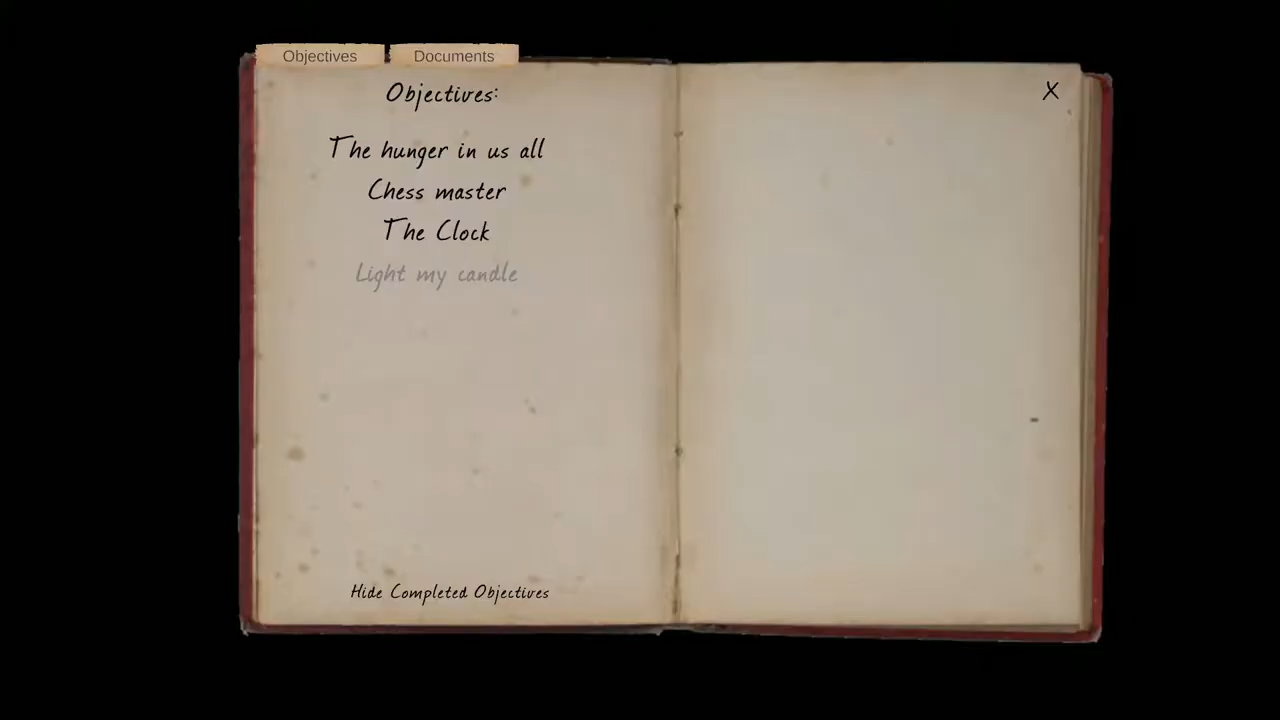 Objectives
Documents
Objectives:
X
The hunger in us all
Chess master
The Clock
Light my candle
Hide Completed Objectives